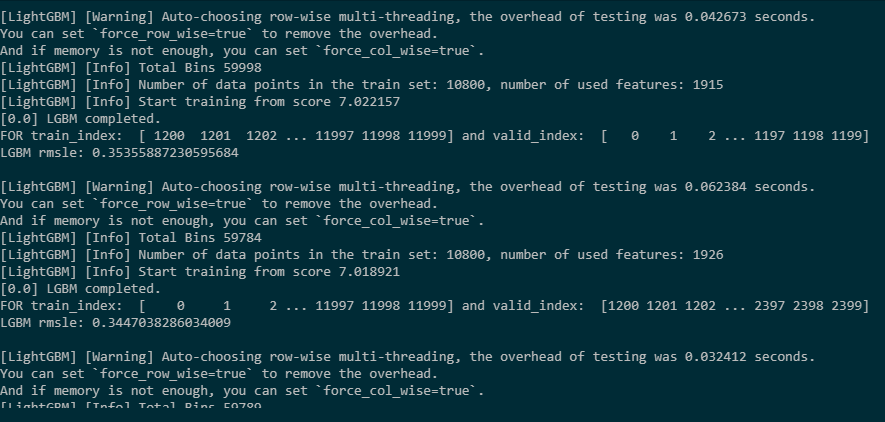 [LightGBM] [Warning] Auto-choosing row-wise multi-threading, the overhead of testing was 0.042673 seconds.
You can set `force_row_wise=true` to remove the overhead.
And if memory is not enough, you can set `force_col_wise=true`.
[LightGBM] [Info] Total Bins 59998
[LightGBM] [Info] Number of data points in the train set: 10800, number of used features: 1915
[LightGBM] [Info] Start training from score 7.022157
[0.0] LGBM completed.
FOR train_index:  [ 1200  1201  1202 ... 11997 11998 11999] and valid_index:  [   0    1    2 ... 1197 1198 1199]
LGBM rmsle: 0.35355887230595684
[LightGBM] [Warning] Auto-choosing row-wise multi-threading, the overhead of testing was 0.062384 seconds.
You can set `force_row_wise=true` to remove the overhead.
And if memory is not enough, you can set `force_col_wise=true`.
[LightGBM] [Info] Total Bins 59784
[LightGBM] [Info] Number of data points in the train set: 10800, number of used features: 1926
[LightGBM] [Info] Start training from score 7.018921
[0.0] LGBM completed.
FOR train_index:  [    0     1     2 ... 11997 11998 11999] and valid_index:  [1200 1201 1202 ... 2397 2398 2399]
LGBM rmsle: 0.3447038286034009
[LightGBM] [Warning] Auto-choosing row-wise multi-threading, the overhead of testing was 0.032412 seconds.
You can set `force_row_wise=true` to remove the overhead.
And if memory is not enough, you can set `force_col_wise=true`.
[LightGBM] [Info] Total Bins 59789